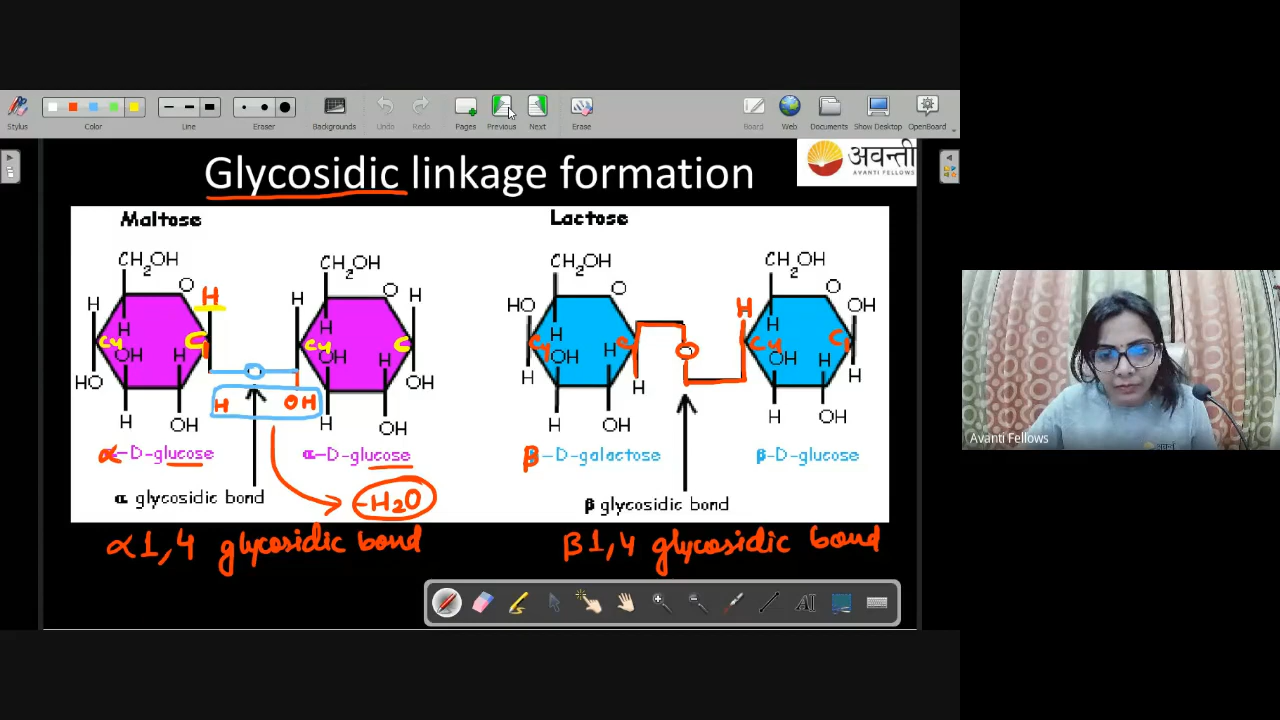 Stylus
Color
Line
Eraser
Backgrounds
Undo
Redo
Pages
Previous
Next
Erase
Board
Web
Documents
Show Desktop
OpenBoard
Glycosidic linkage formation
अवन्ती
AVANTI FELLOWS
Maltose
Lactose
CH2OH
CH2OH
CH2OH
CH2OH
H
O
H
H
O
H
HO
O
H
O
OH
H
C4
C1
H
C4
C
H
C4
C1
H
C4
C1
OH
H
O
OH
H
OH
H
O
OH
H
HO
H
OH
OH
H
H
H
H
OH
H
OH
H
OH
H
OH
α-D-glucose
α-D-glucose
β-D-galactose
β-D-glucose
α glycosidic bond
-H2O
β glycosidic bond
α1,4 glycosidic bond
β1,4 glycosidic bond
Avanti Fellows